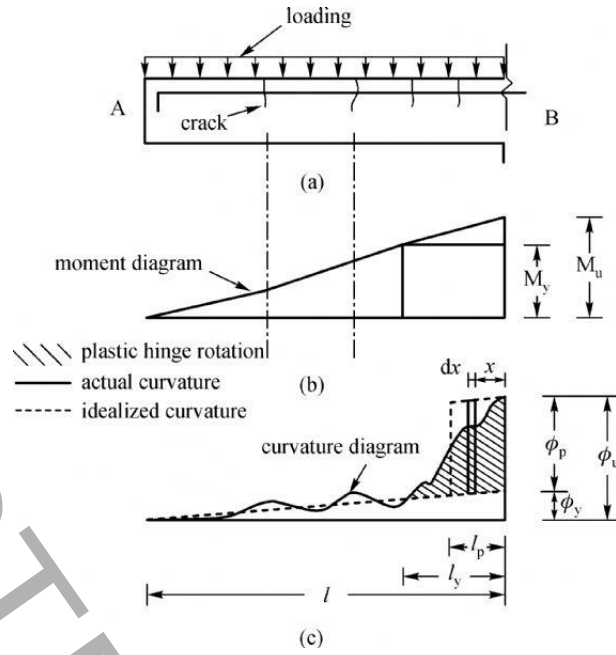 loading
A
B
crack
(a)
moment diagram
M_y
M_u
plastic hinge rotation
actual curvature
idealized curvature
(b)
dx
x
curvature diagram
ϕ_p
ϕ_u
ϕ_y
l_p
l_y
l
(c)